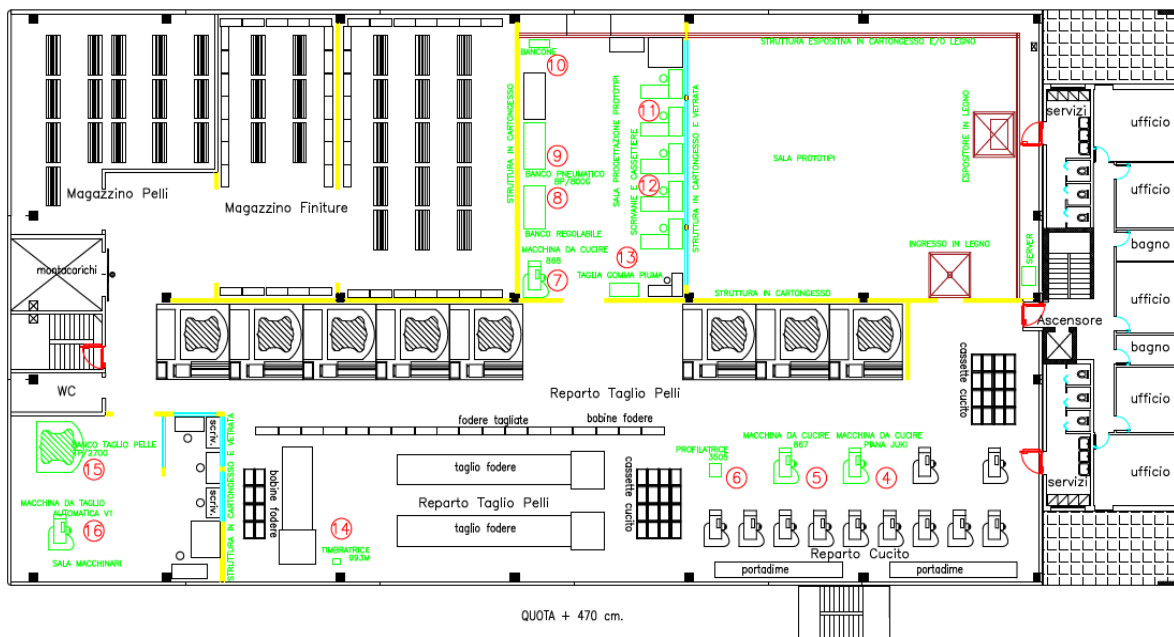 BANCONE
10
STRUTTURA ESPOSITIVA IN CARTONGESSO E/O LEGNO
11
servizi
ufficio
STRUTTURA IN CARTONGESSO
SALA PROGETTAZIONE PROTOTIPI
SCRIVANIE E CASSETTIERE
STRUTTURA IN CARTONGESSO E VETRATA
ESPOSITORE IN LEGNO
9
BANCO PNEUMATICO
BP/800G
SALA PROTOTIPI
12
8
ufficio
Magazzino Pelli
Magazzino Finiture
BANCO REGOLABILE
bagno
MACCHINA DA CUCIRE
868
13
INGRESSO IN LEGNO
SERVER
montacarichi
7
TAGLIA GOMMA PIUMA
STRUTTURA IN CARTONGESSO
ufficio
Ascensore
bagno
WC
Reparto Taglio Pelli
cassette cucito
ufficio
fodere tagliate
bobine fodere
scriv.
STRUTTURA IN CARTONGESSO E VETRATA
BANCO TAGLIO PELLE
TP/2700
15
bobine fodere
taglio fodere
cassette cucito
PROFILATRICE
3506
6
MACCHINA DA CUCIRE
867
5
MACCHINA DA CUCIRE
PIANA JUKI
4
ufficio
servizi
scriv.
MACCHINA DA TAGLIO
AUTOMATICA V1
16
Reparto Taglio Pelli
14
taglio fodere
TIMBRATRICE
993M
Reparto Cucito
SALA MACCHINARI
portadime
portadime
QUOTA + 470 cm.